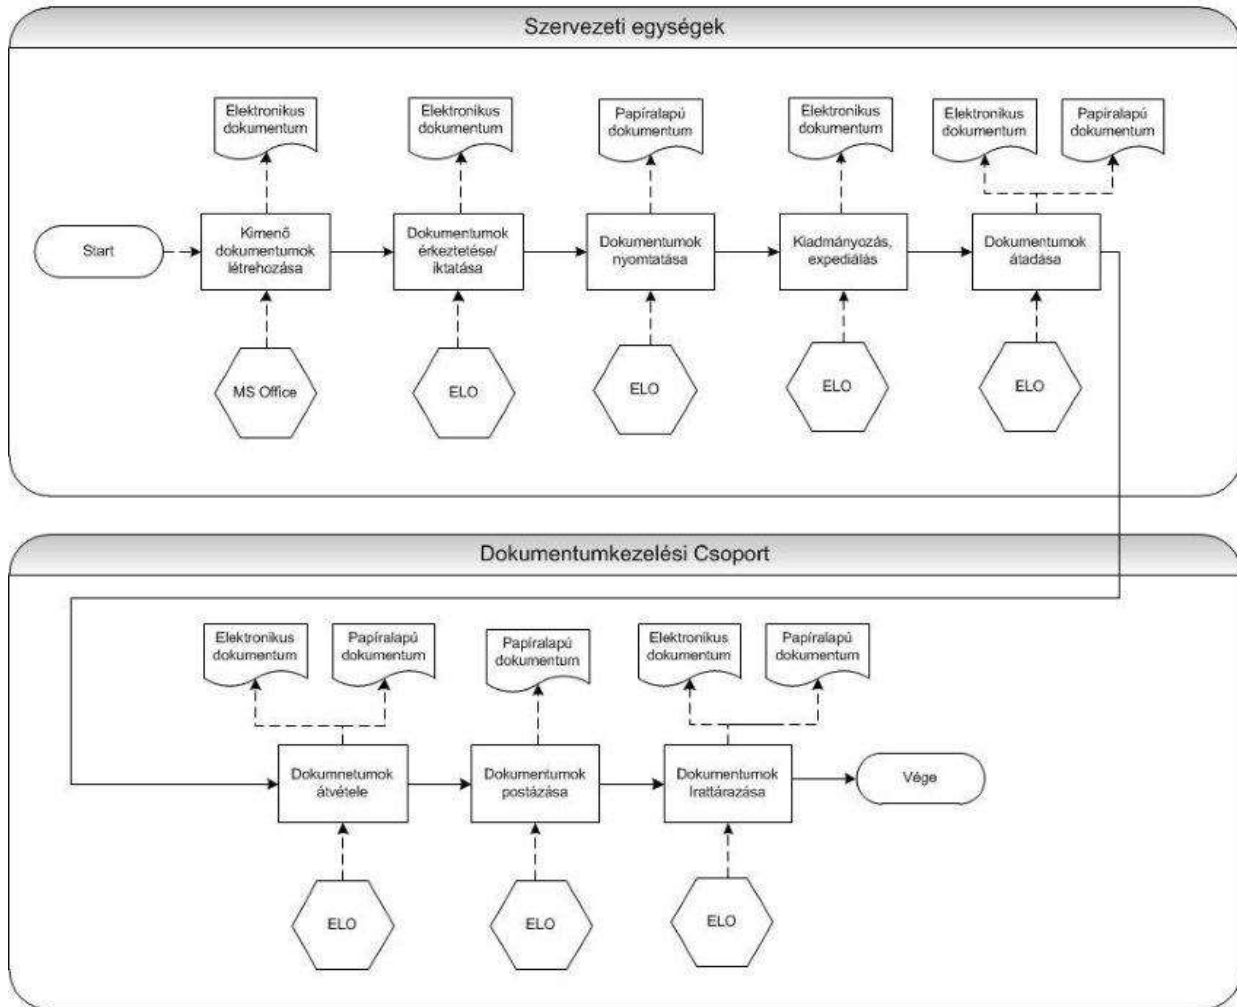 Szervezeti egységek
Elektronikus
dokumentum
Elektronikus
dokumentum
Papíralapú
dokumentum
Elektronikus
dokumentum
Elektronikus
dokumentum
Papíralapú
dokumentum
Start
Kimenő
dokumentumok
létrehozása
Dokumentumok
érkeztetése/
iktatása
Dokumentumok
nyomtatása
Kiadmányozás,
expediálás
Dokumentumok
átadása
MS Office
ELO
ELO
ELO
ELO
Dokumentumkezelési Csoport
Elektronikus
dokumentum
Papíralapú
dokumentum
Papíralapú
dokumentum
Elektronikus
dokumentum
Papíralapú
dokumentum
Dokumnetumok
átvétele
Dokumentumok
postázása
Dokumentumok
Irattárazása
Vége
ELO
ELO
ELO